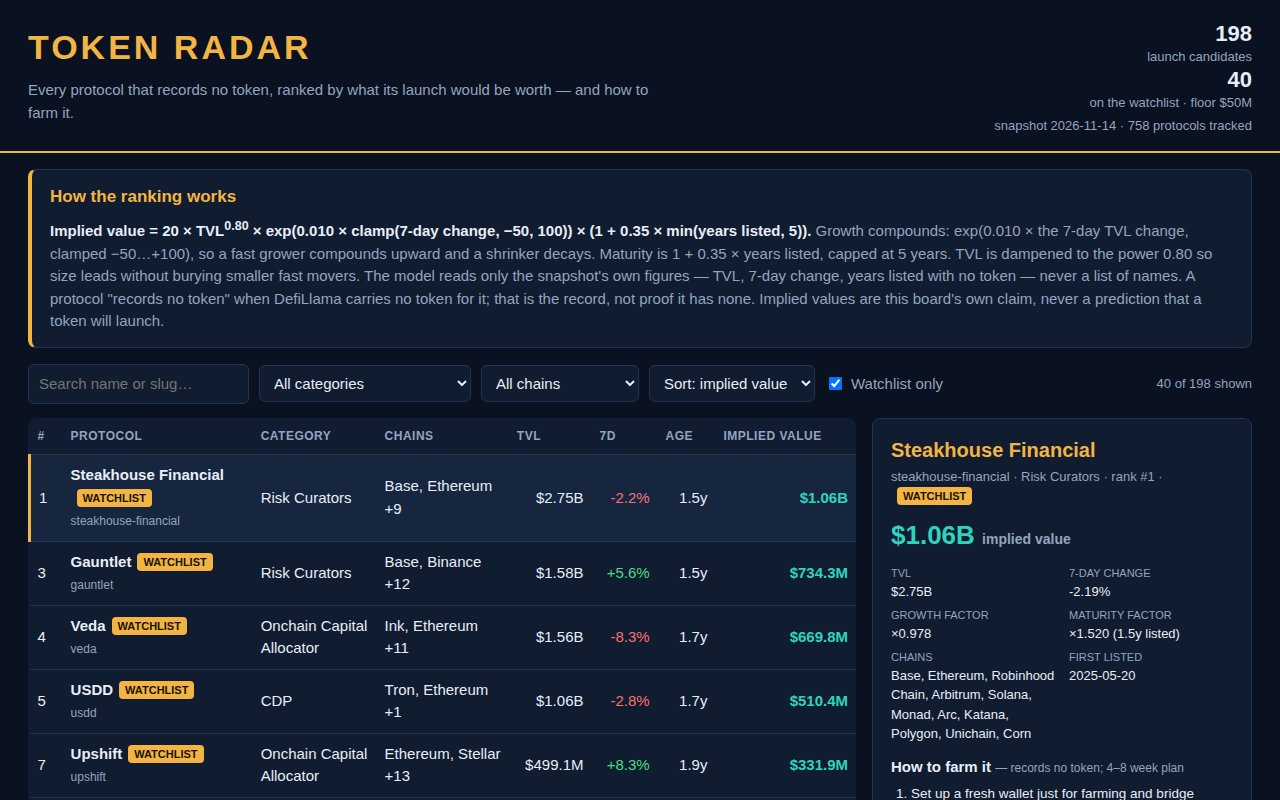 TOKEN RADAR
Every protocol that records no token, ranked by what its launch would be worth — and how to
farm it.
198
launch candidates
40
on the watchlist · floor $50M
snapshot 2026-11-14 · 758 protocols tracked
How the ranking works
Implied value = 20 × TVL^0.80 × exp(0.010 × clamp(7-day change, −50, 100)) × (1 + 0.35 × min(years listed, 5)). Growth compounds: exp(0.010 × the 7-day TVL change,
clamped −50…+100), so a fast grower compounds upward and a shrinker decays. Maturity is 1 + 0.35 × years listed, capped at 5 years. TVL is dampened to the power 0.80 so
size leads without burying smaller fast movers. The model reads only the snapshot's own figures — TVL, 7-day change, years listed with no token — never a list of names. A
protocol "records no token" when DefiLlama carries no token for it; that is the record, not proof it has none. Implied values are this board's own claim, never a prediction that a
token will launch.
Search name or slug…
All categories
All chains
Sort: implied value
Watchlist only
40 of 198 shown
# PROTOCOL CATEGORY CHAINS TVL 7D AGE IMPLIED VALUE
Steakhouse Financial
WATCHLIST
steakhouse-financial
1 Risk Curators Base, Ethereum
+9
$2.75B -2.2% 1.5y $1.06B
Gauntlet WATCHLIST
gauntlet
3 Risk Curators Base, Binance
+12
$1.58B +5.6% 1.5y $734.3M
Veda WATCHLIST
veda
4 Onchain Capital
Allocator
Ink, Ethereum
+11
$1.56B -8.3% 1.7y $669.8M
USDD WATCHLIST
usdd
5 CDP Tron, Ethereum
+1
$1.06B -2.8% 1.7y $510.4M
Upshift WATCHLIST
upshift
7 Onchain Capital
Allocator
Ethereum, Stellar
+13
$499.1M +8.3% 1.9y $331.9M
Steakhouse Financial
steakhouse-financial · Risk Curators · rank #1 ·
WATCHLIST
$1.06B implied value
TVL
$2.75B
7-DAY CHANGE
-2.19%
GROWTH FACTOR
×0.978
MATURITY FACTOR
×1.520 (1.5y listed)
CHAINS
Base, Ethereum, Robinhood
Chain, Arbitrum, Solana,
Monad, Arc, Katana,
Polygon, Unichain, Corn
FIRST LISTED
2025-05-20
How to farm it — records no token; 4–8 week plan
1. Set up a fresh wallet just for farming and bridge